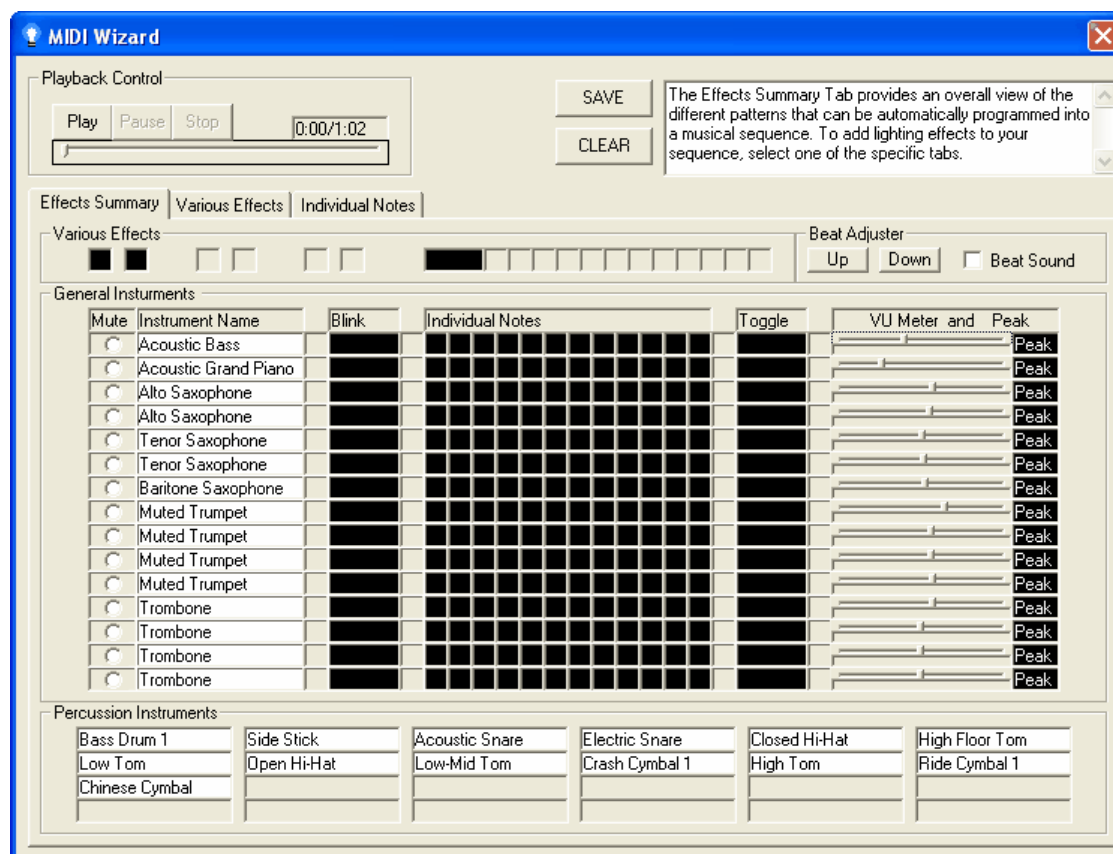 MIDI Wizard
Playback Control
Play Pause Stop 0:00/1:02
SAVE
CLEAR
The Effects Summary Tab provides an overall view of the
different patterns that can be automatically programmed into
a musical sequence. To add lighting effects to your
sequence, select one of the specific tabs.
Effects Summary Various Effects Individual Notes
Various Effects
Beat Adjuster
Up Down Beat Sound
General Insturments
Mute Instrument Name Blink Individual Notes Toggle VU Meter and Peak
Acoustic Bass Peak
Acoustic Grand Piano Peak
Alto Saxophone Peak
Alto Saxophone Peak
Tenor Saxophone Peak
Tenor Saxophone Peak
Baritone Saxophone Peak
Muted Trumpet Peak
Muted Trumpet Peak
Muted Trumpet Peak
Muted Trumpet Peak
Trombone Peak
Trombone Peak
Trombone Peak
Trombone Peak
Percussion Instruments
Bass Drum 1 Side Stick Acoustic Snare Electric Snare Closed Hi-Hat High Floor Tom
Low Tom Open Hi-Hat Low-Mid Tom Crash Cymbal 1 High Tom Ride Cymbal 1
Chinese Cymbal